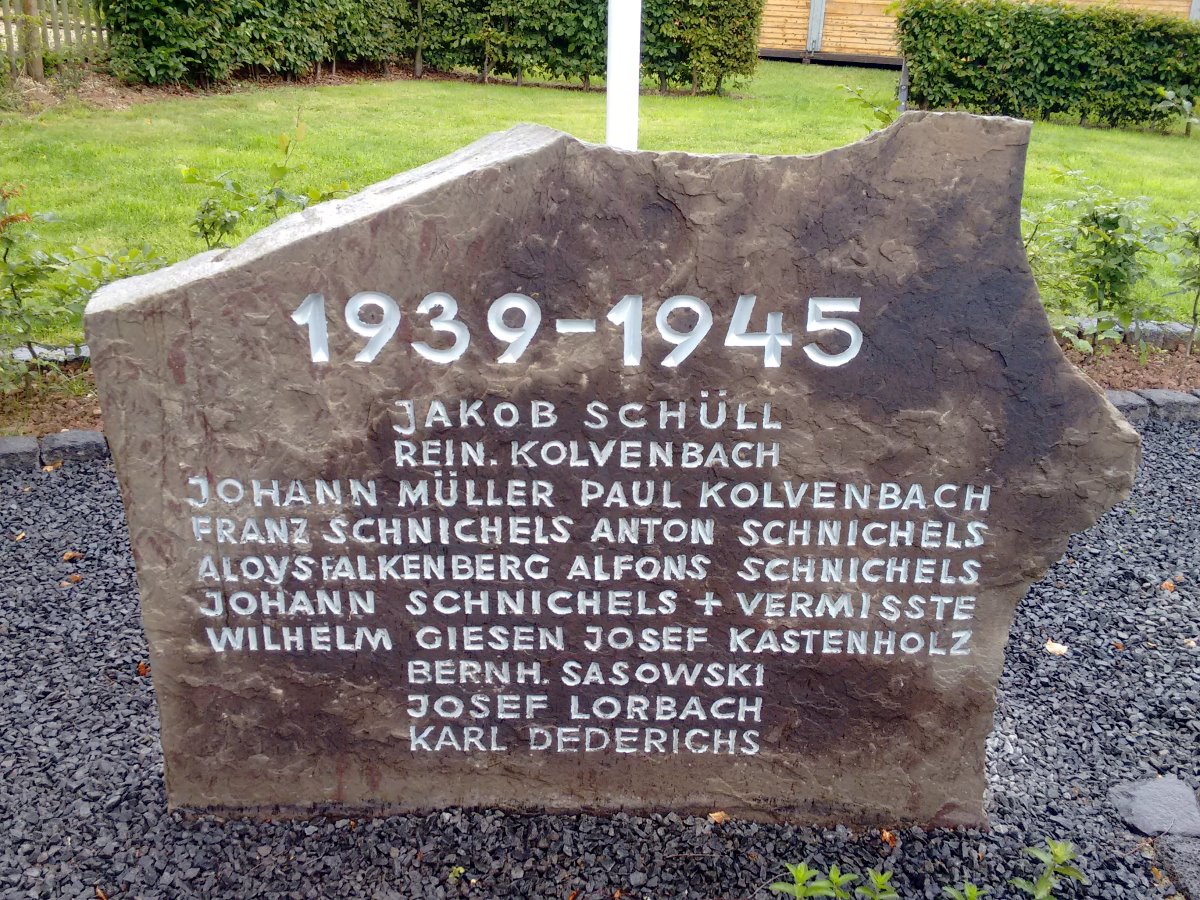 1939-1945
JAKOB SCHÜLL
REIN. KOLVENBACH
JOHANN MÜLLER PAUL KOLVENBACH
FRANZ SCHNICHELS ANTON SCHNICHELS
ALOYS FALKENBERG ALFONS SCHNICHELS
JOHANN SCHNICHELS + VERMISSTE
WILHELM GIESEN JOSEF KASTENHOLZ
BERNH. SASOWSKI
JOSEF LORBACH
KARL DEDERICHS